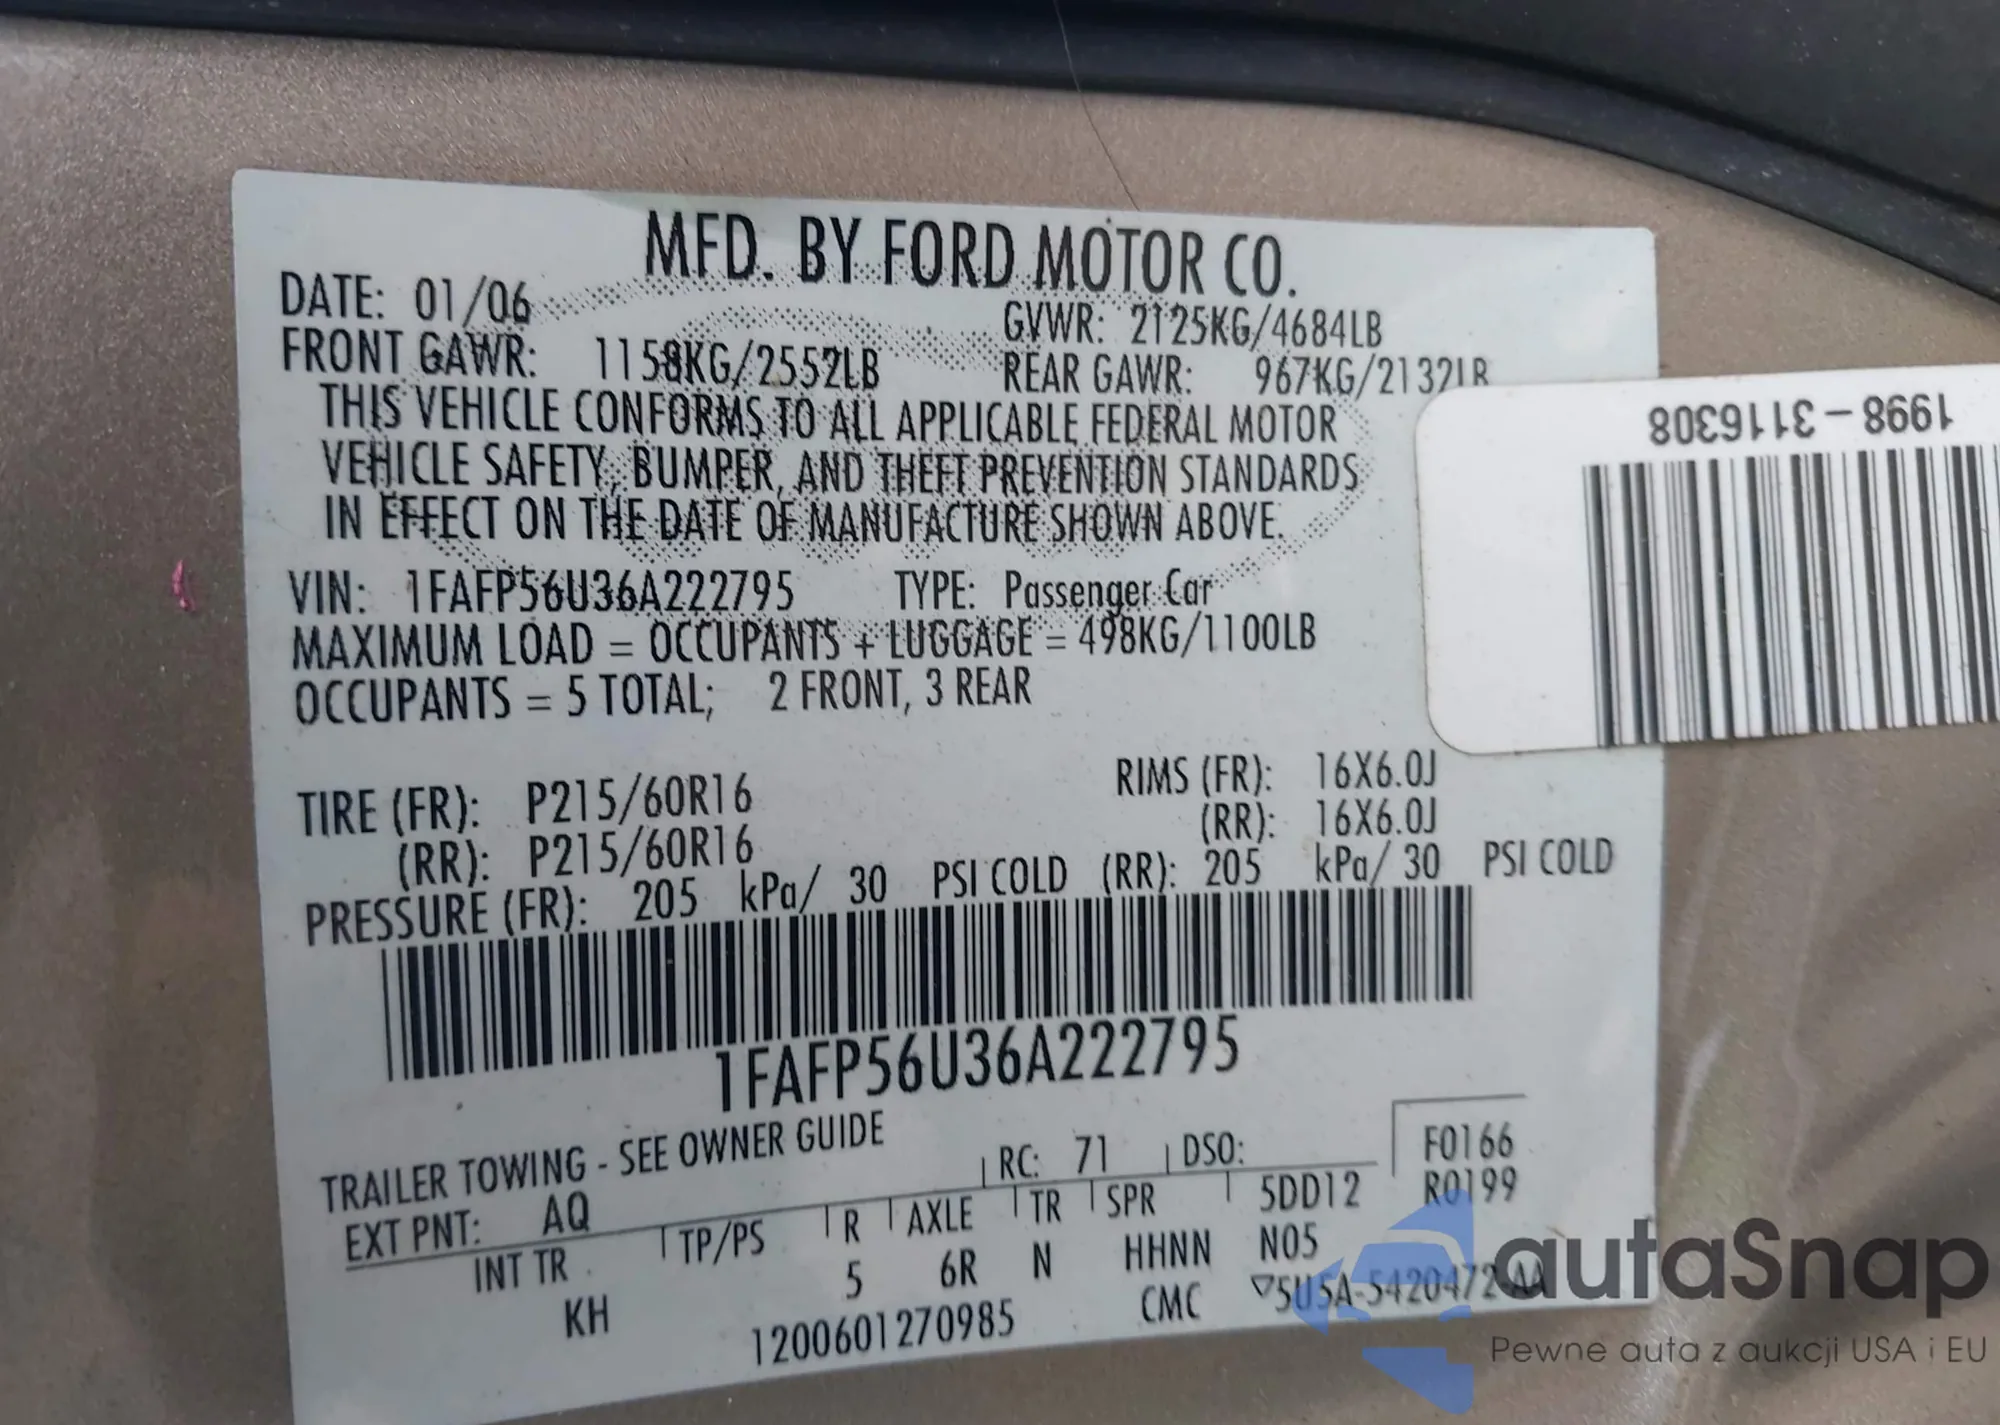 MFD. BY FORD MOTOR CO.
DATE: 01/06
GVWR: 2125KG/4684LB
FRONT GAWR: 1158KG/2552LB
REAR GAWR: 967KG/2132LB
THIS VEHICLE CONFORMS TO ALL APPLICABLE FEDERAL MOTOR
VEHICLE SAFETY, BUMPER, AND THEFT PREVENTION STANDARDS
IN EFFECT ON THE DATE OF MANUFACTURE SHOWN ABOVE.
VIN: 1FAFP56U36A222795 TYPE: Passenger Car
MAXIMUM LOAD = OCCUPANTS + LUGGAGE = 498KG/1100LB
OCCUPANTS = 5 TOTAL; 2 FRONT, 3 REAR
1998-3116308
TIRE (FR): P215/60R16 RIMS (FR): 16X6.0J
(RR): P215/60R16 (RR): 16X6.0J
PRESSURE (FR): 205 kPa/ 30 PSI COLD (RR): 205 kPa/ 30 PSI COLD
1FAFP56U36A222795
TRAILER TOWING - SEE OWNER GUIDE
RC: 71 DSO: F0166
EXT PNT: AQ 5DD12 R0199
INT TR TP/PS R AXLE TR SPR N05
KH 5 6R N HHNN
1200601270985 CMC ▽5U5A-5420472-AA
autaSnap
Pewne auta z aukcji USA i EU